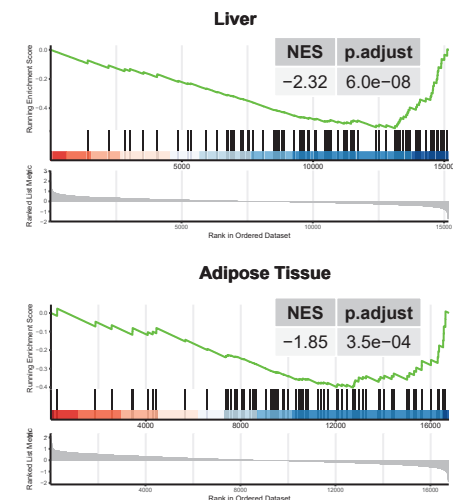 Liver
NES p.adjust
−2.32 6.0e−08
Running Enrichment Score
0.0
−0.2
−0.4
5000 10000 15000
Ranked List Metric
3
2
1
0
−1
−2
5000 10000 15000
Rank in Ordered Dataset
Adipose Tissue
NES p.adjust
−1.85 3.5e−04
Running Enrichment Score
0.0
−0.1
−0.2
−0.3
−0.4
4000 8000 12000 16000
Ranked List Metric
2
1
0
−1
−2
4000 8000 12000 16000
Rank in Ordered Dataset